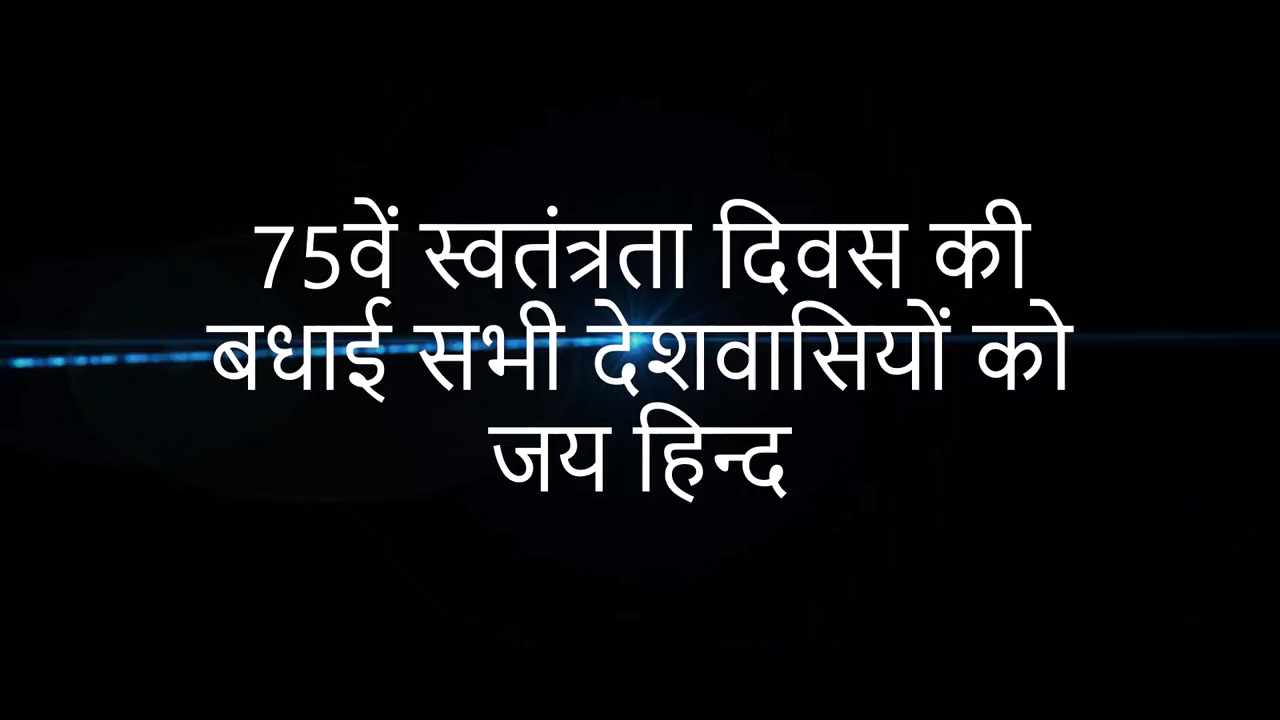 75वें स्वतंत्रता दिवस की
बधाई सभी देशवासियों को
जय हिन्द